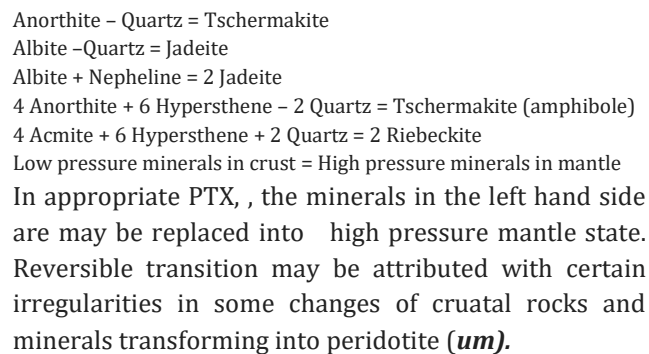 Anorthite – Quartz = Tschermakite
Albite –Quartz = Jadeite
Albite + Nepheline = 2 Jadeite
4 Anorthite + 6 Hypersthene – 2 Quartz = Tschermakite (amphibole)
4 Acmite + 6 Hypersthene + 2 Quartz = 2 Riebeckite
Low pressure minerals in crust = High pressure minerals in mantle
In appropriate PTX, , the minerals in the left hand side
are may be replaced into high pressure mantle state.
Reversible transition may be attributed with certain
irregularities in some changes of cruatal rocks and
minerals transforming into peridotite (um).